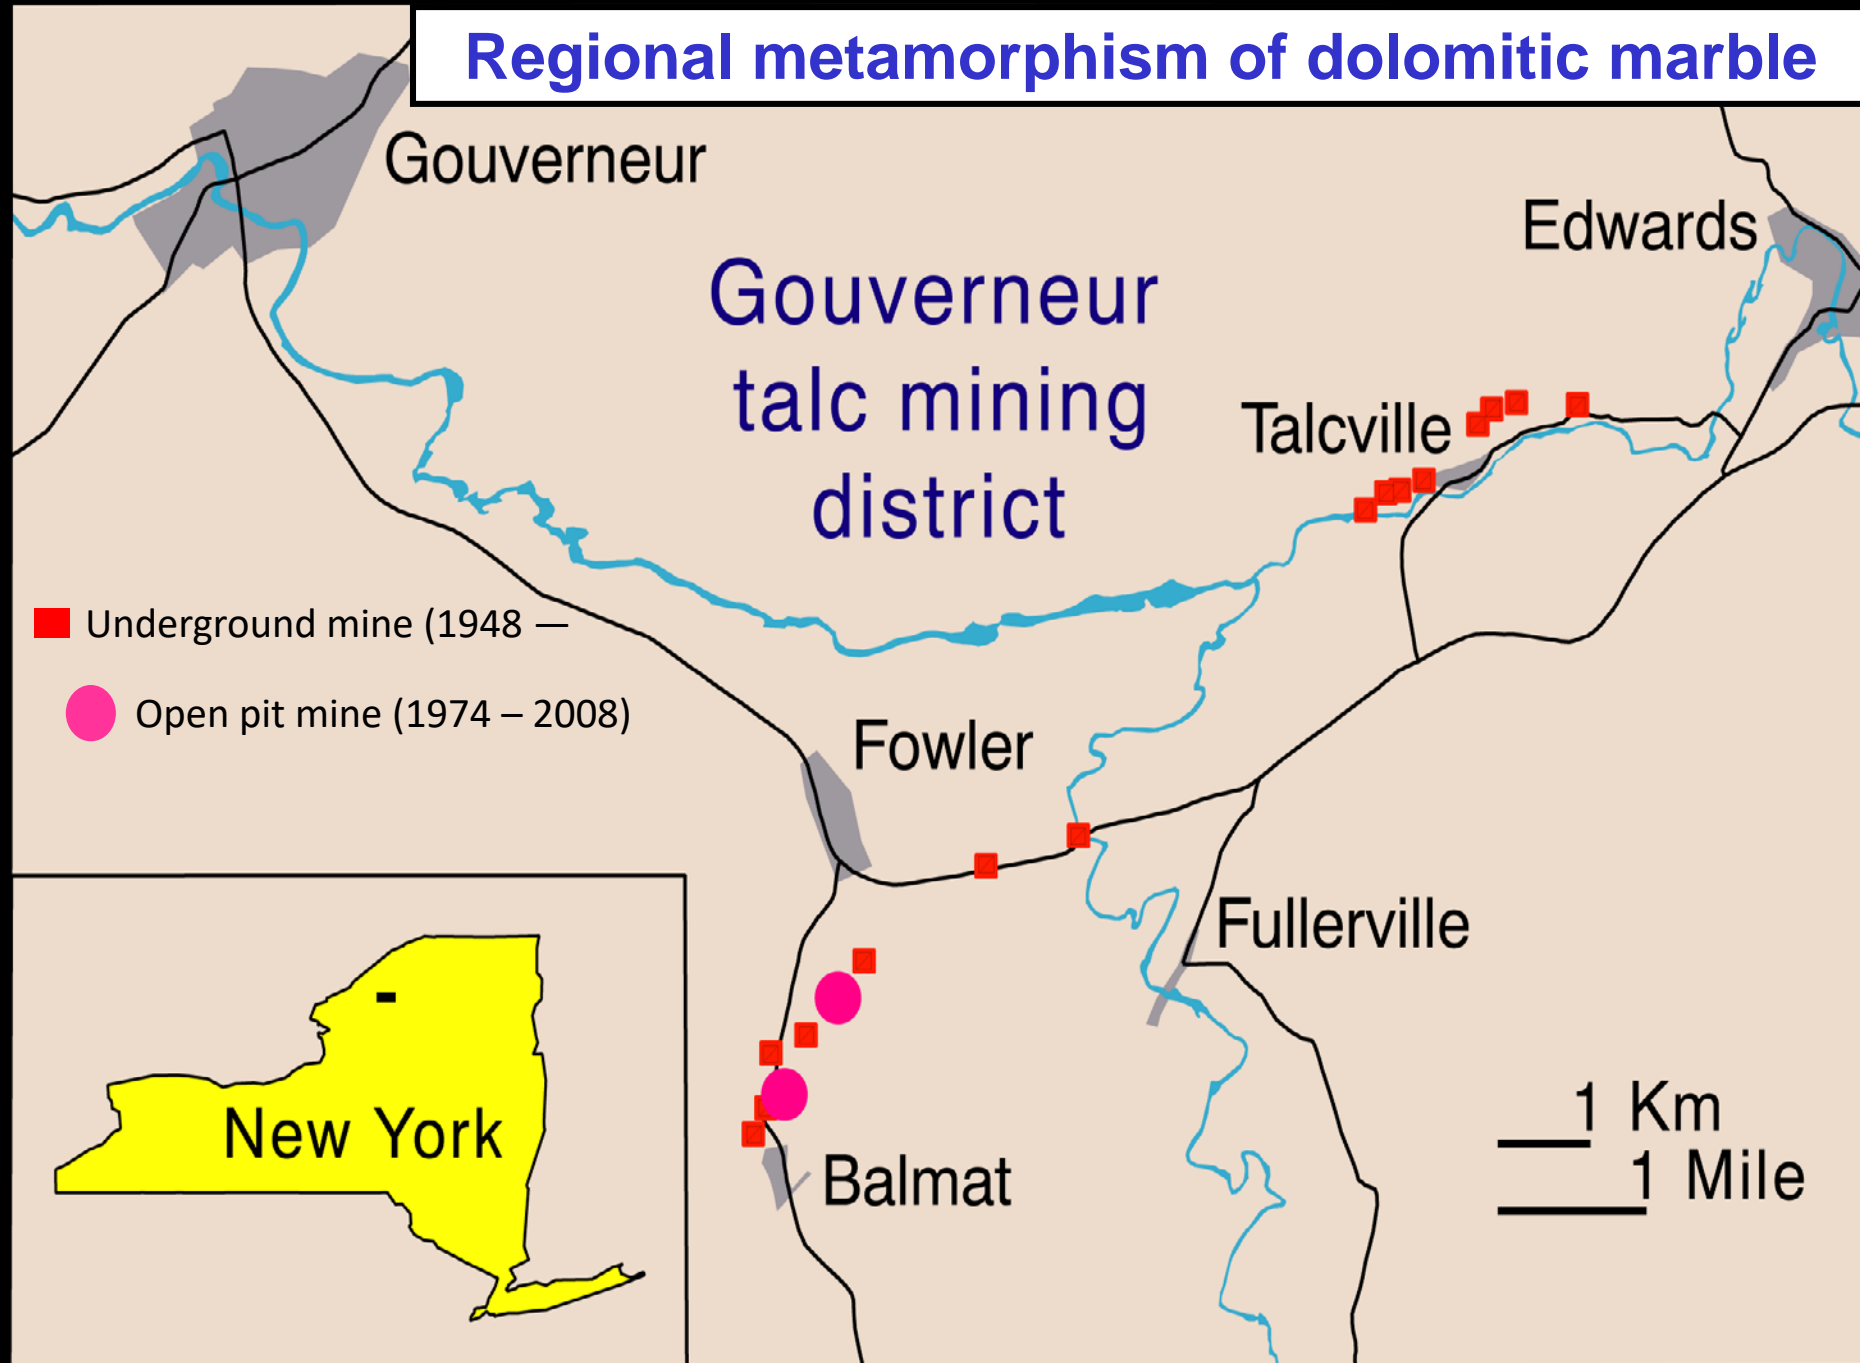 Regional metamorphism of dolomitic marble
Gouverneur
Edwards
Gouverneur
talc mining
district
Talcville
Underground mine (1948 —
Open pit mine (1974 – 2008)
Fowler
Fullerville
New York
Balmat
1 Km
1 Mile